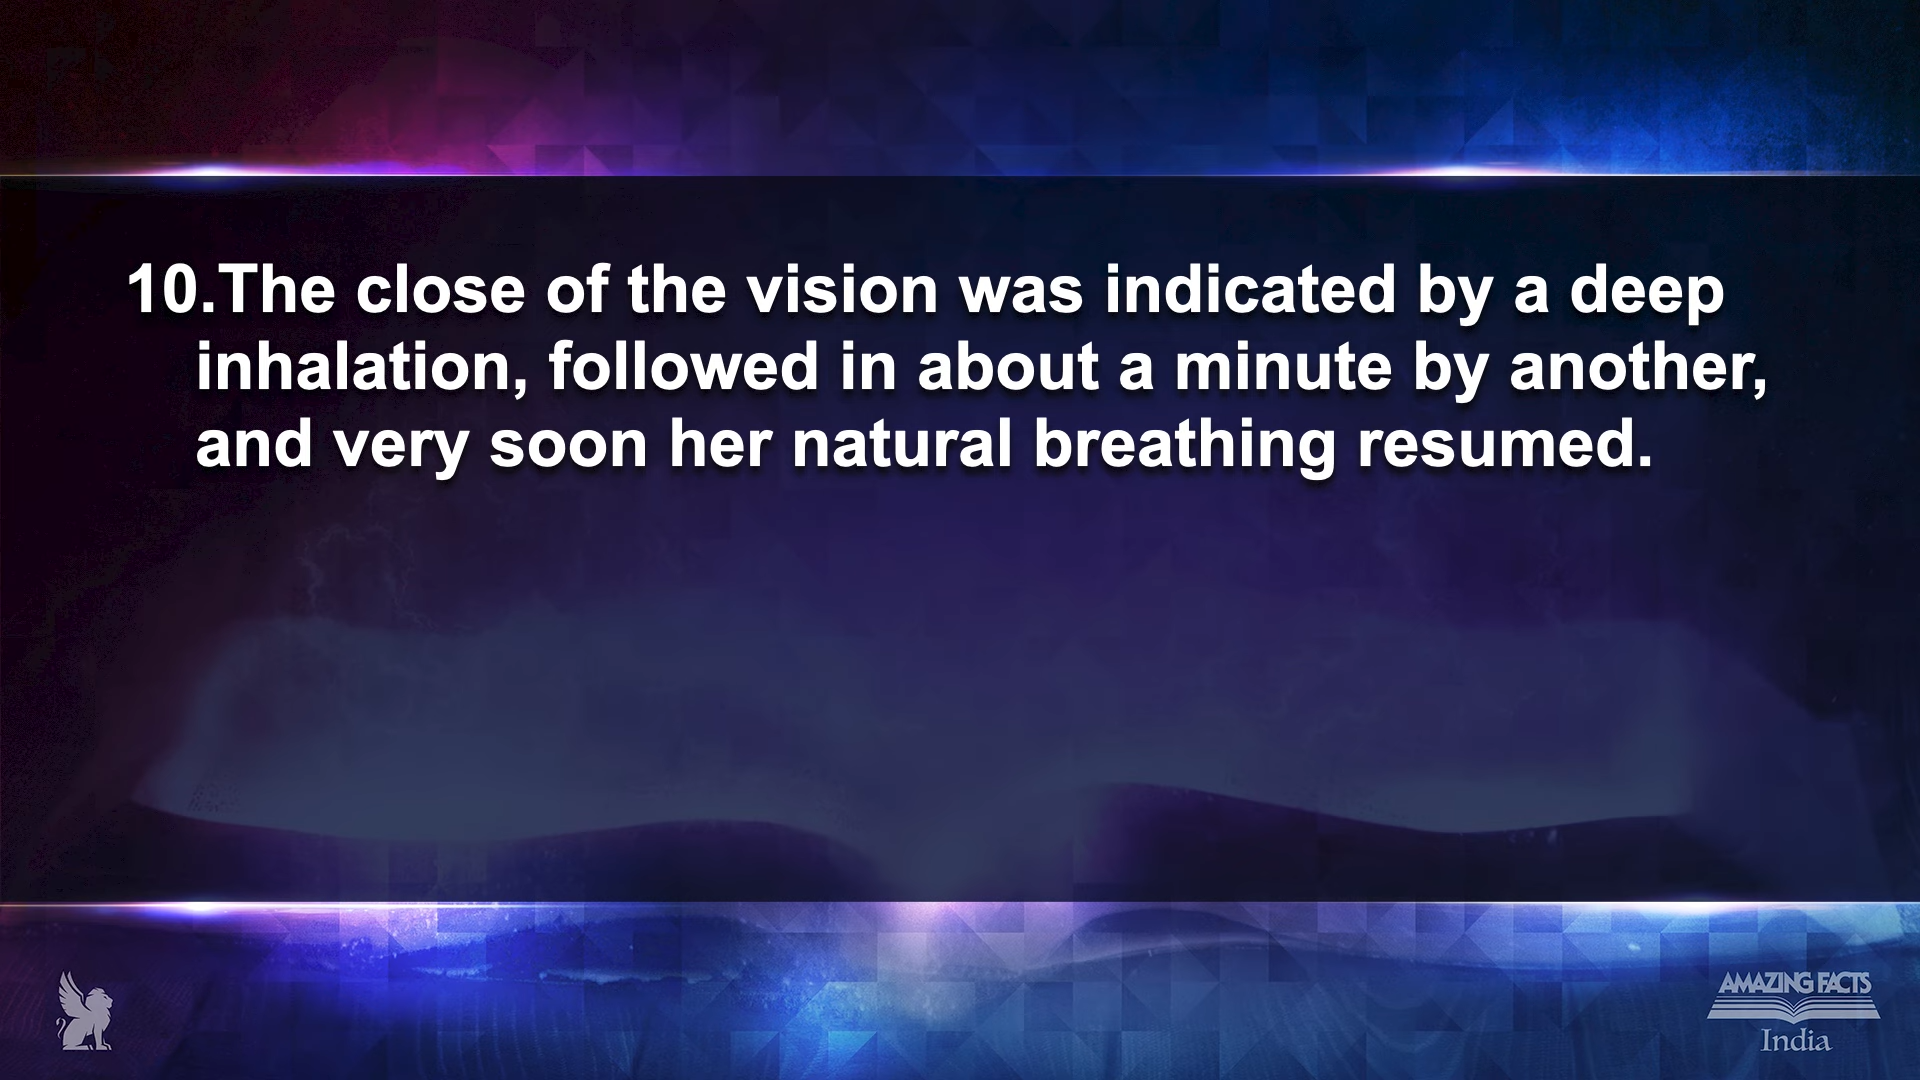 10.The close of the vision was indicated by a deep
inhalation, followed in about a minute by another,
and very soon her natural breathing resumed.
AMAZING FACTS
India